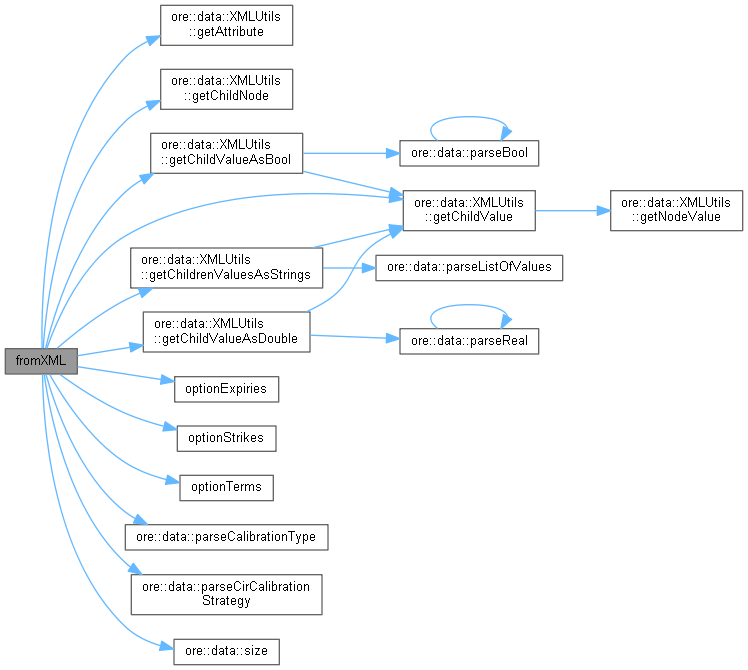 ore::data::XMLUtils
::getAttribute
ore::data::XMLUtils
::getChildNode
ore::data::XMLUtils
::getChildValueAsBool
ore::data::parseBool
ore::data::XMLUtils
::getChildValue
ore::data::XMLUtils
::getNodeValue
ore::data::XMLUtils
::getChildrenValuesAsStrings
ore::data::parseListOfValues
ore::data::XMLUtils
::getChildValueAsDouble
ore::data::parseReal
fromXML
optionExpiries
optionStrikes
optionTerms
ore::data::parseCalibrationType
ore::data::parseCirCalibration
Strategy
ore::data::size